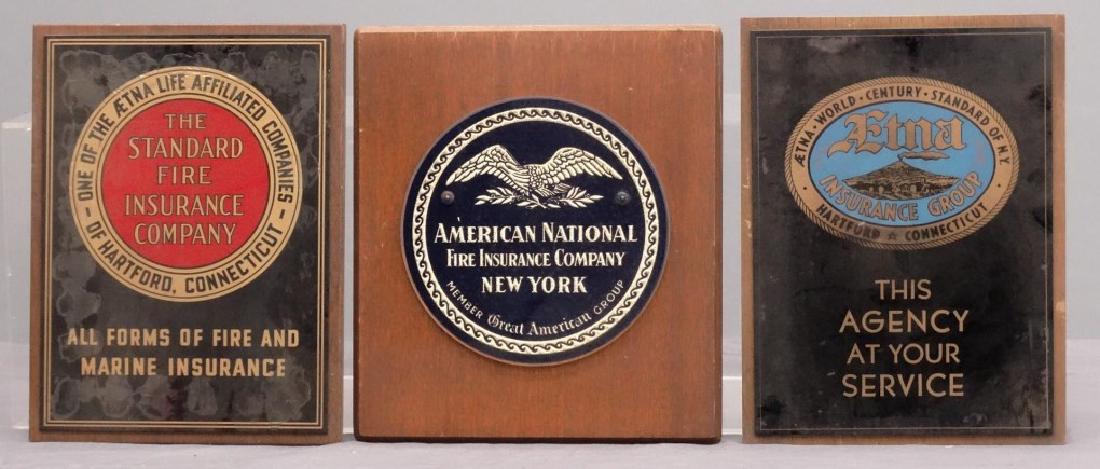 ONE OF THE ÆTNA LIFE AFFILIATED COMPANIES
- OF HARTFORD, CONNECTICUT -
THE
STANDARD
FIRE
INSURANCE
COMPANY
ALL FORMS OF FIRE AND
MARINE INSURANCE
AMERICAN NATIONAL
FIRE INSURANCE COMPANY
NEW YORK
MEMBER Great American GROUP
ÆTNA · WORLD · CENTURY · STANDARD OF N.Y.
Ætna
INSURANCE GROUP
HARTFORD ☆ CONNECTICUT
THIS
AGENCY
AT YOUR
SERVICE